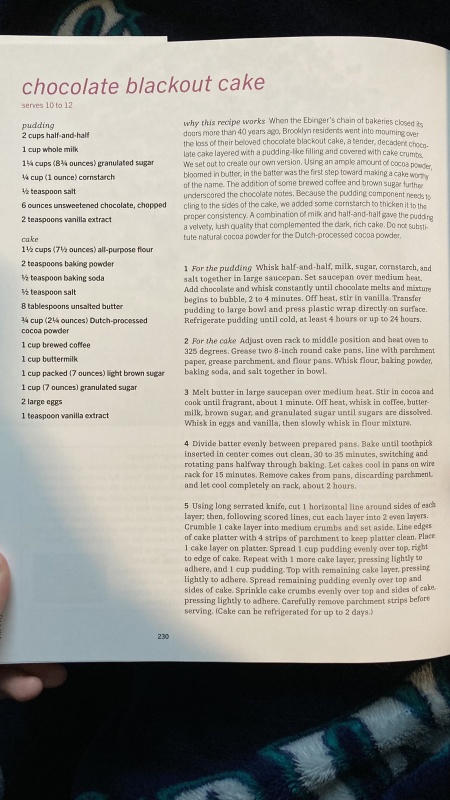 chocolate blackout cake
serves 10 to 12
pudding
2 cups half-and-half
1 cup whole milk
1¼ cups (8¾ ounces) granulated sugar
¼ cup (1 ounce) cornstarch
½ teaspoon salt
6 ounces unsweetened chocolate, chopped
2 teaspoons vanilla extract
cake
1½ cups (7½ ounces) all-purpose flour
2 teaspoons baking powder
½ teaspoon baking soda
½ teaspoon salt
8 tablespoons unsalted butter
¾ cup (2¼ ounces) Dutch-processed
cocoa powder
1 cup brewed coffee
1 cup buttermilk
1 cup packed (7 ounces) light brown sugar
1 cup (7 ounces) granulated sugar
2 large eggs
1 teaspoon vanilla extract
why this recipe works When the Ebinger's chain of bakeries closed its
doors more than 40 years ago, Brooklyn residents went into mourning over
the loss of their beloved chocolate blackout cake, a tender, decadent choco-
late cake layered with a pudding-like filling and covered with cake crumbs.
We set out to create our own version. Using an ample amount of cocoa powder,
bloomed in butter, in the batter was the first step toward making a cake worthy
of the name. The addition of some brewed coffee and brown sugar further
underscored the chocolate notes. Because the pudding component needs to
cling to the sides of the cake, we added some cornstarch to thicken it to the
proper consistency. A combination of milk and half-and-half gave the pudding
a velvety, lush quality that complemented the dark, rich cake. Do not substi-
tute natural cocoa powder for the Dutch-processed cocoa powder.
1 For the pudding Whisk half-and-half, milk, sugar, cornstarch, and
salt together in large saucepan. Set saucepan over medium heat.
Add chocolate and whisk constantly until chocolate melts and mixture
begins to bubble, 2 to 4 minutes. Off heat, stir in vanilla. Transfer
pudding to large bowl and press plastic wrap directly on surface.
Refrigerate pudding until cold, at least 4 hours or up to 24 hours.
2 For the cake Adjust oven rack to middle position and heat oven to
325 degrees. Grease two 8-inch round cake pans, line with parchment
paper, grease parchment, and flour pans. Whisk flour, baking powder,
baking soda, and salt together in bowl.
3 Melt butter in large saucepan over medium heat. Stir in cocoa and
cook until fragrant, about 1 minute. Off heat, whisk in coffee, butter-
milk, brown sugar, and granulated sugar until sugars are dissolved.
Whisk in eggs and vanilla, then slowly whisk in flour mixture.
4 Divide batter evenly between prepared pans. Bake until toothpick
inserted in center comes out clean, 30 to 35 minutes, switching and
rotating pans halfway through baking. Let cakes cool in pans on wire
rack for 15 minutes. Remove cakes from pans, discarding parchment,
and let cool completely on rack, about 2 hours.
5 Using long serrated knife, cut 1 horizontal line around sides of each
layer; then, following scored lines, cut each layer into 2 even layers.
Crumble 1 cake layer into medium crumbs and set aside. Line edges
of cake platter with 4 strips of parchment to keep platter clean. Place
1 cake layer on platter. Spread 1 cup pudding evenly over top, right
to edge of cake. Repeat with 1 more cake layer, pressing lightly to
adhere, and 1 cup pudding. Top with remaining cake layer, pressing
lightly to adhere. Spread remaining pudding evenly over top and
sides of cake. Sprinkle cake crumbs evenly over top and sides of cake,
pressing lightly to adhere. Carefully remove parchment strips before
serving. (Cake can be refrigerated for up to 2 days.)
230